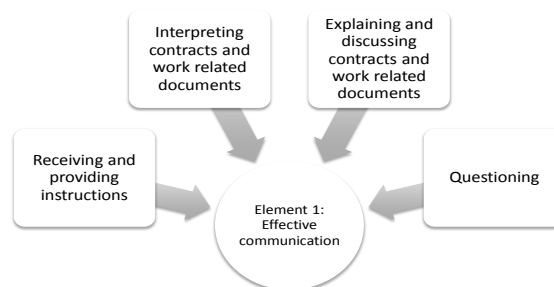 Interpreting
contracts and
work related
documents
Explaining and
discussing
contracts and
work related
documents
Receiving and
providing
instructions
Questioning
Element 1:
Effective
communication